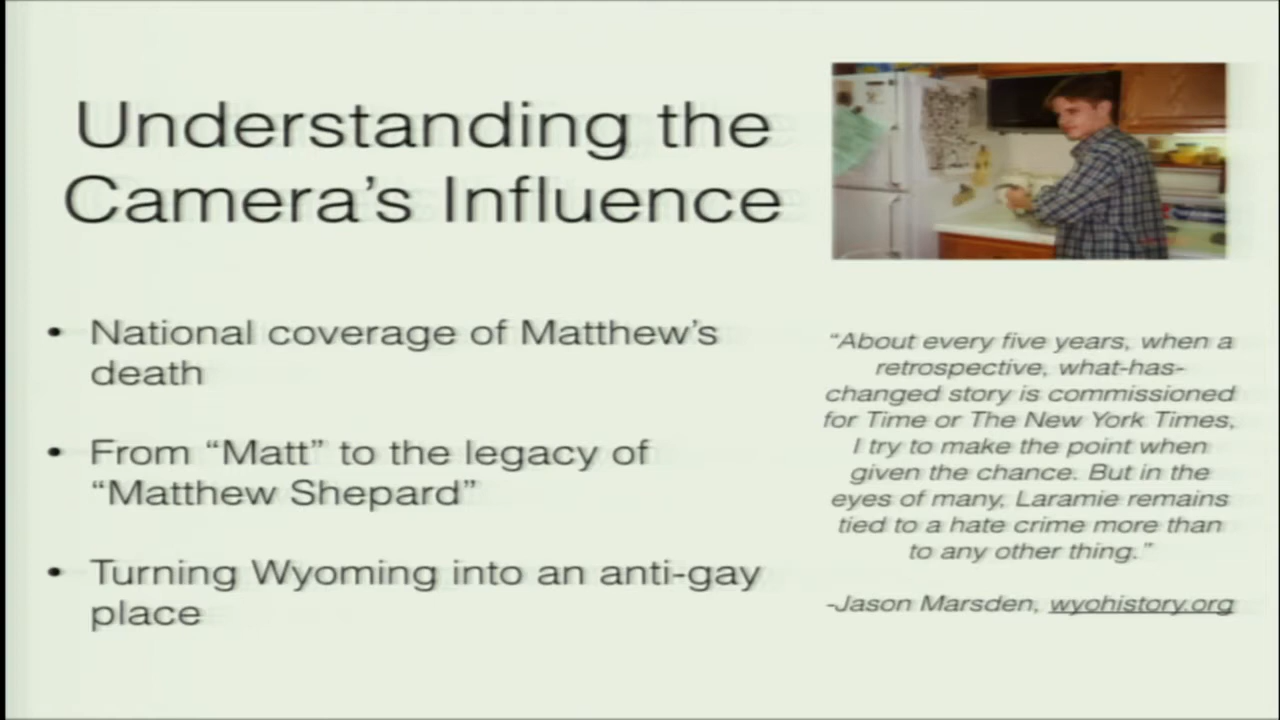 Understanding the
Camera’s Influence
• National coverage of Matthew’s
death
• From “Matt” to the legacy of
“Matthew Shepard”
• Turning Wyoming into an anti-gay
place
“About every five years, when a
retrospective, what-has-
changed story is commissioned
for Time or The New York Times,
I try to make the point when
given the chance. But in the
eyes of many, Laramie remains
tied to a hate crime more than
to any other thing.”
-Jason Marsden, wyohistory.org